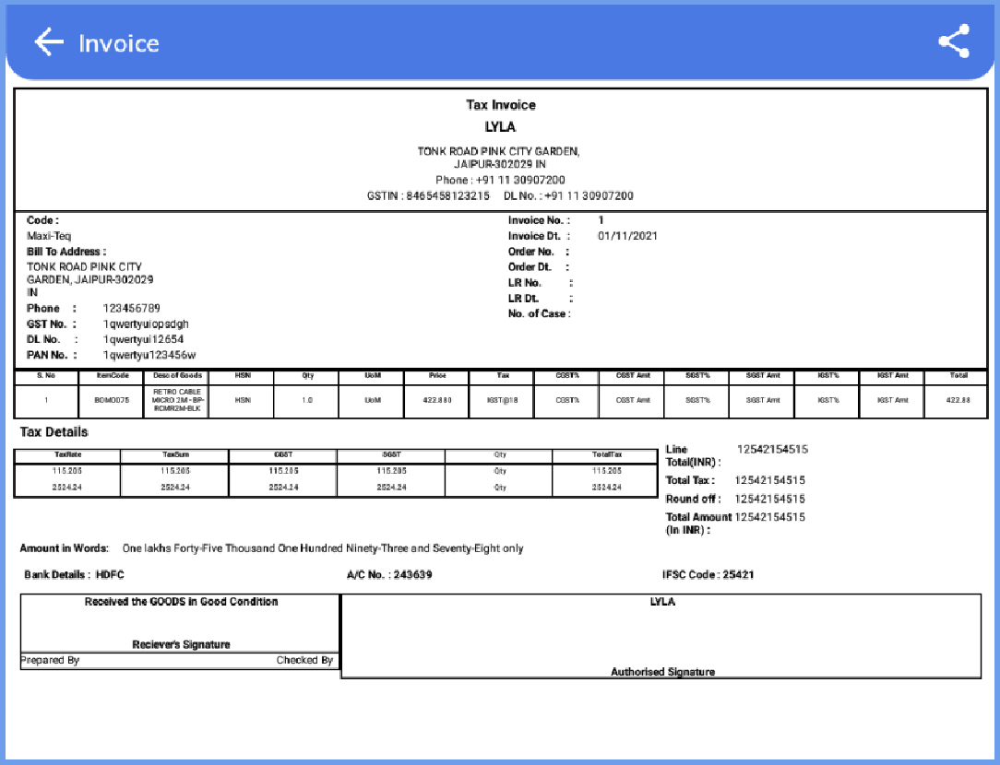 Invoice
Tax Invoice
LYLA
TONK ROAD PINK CITY GARDEN,
JAIPUR-302029 IN
Phone : +91 11 30907200
GSTIN : 8465458123215 DL No. : +91 11 30907200
Code :
Maxi-Teq
Bill To Address :
TONK ROAD PINK CITY
GARDEN, JAIPUR-302029
IN
Phone : 123456789
GST No. : 1qwertyuiopsdgh
DL No. : 1qwertyui12654
PAN No. : 1qwertyu123456w
Invoice No. : 1
Invoice Dt. : 01/11/2021
Order No. :
Order Dt. :
LR No. :
LR Dt. :
No. of Case :
S. No ItemCode Desc of Goods HSN Qty UoM Price Tax CGST% CGST Amt SGST% SGST Amt IGST% IGST Amt Total
1 BOM0075 RETRO CABLE MICRO 2M - BP-RCMR2M-BLK HSN 1.0 UoM 422.880 IGST@18 CGST% CGST Amt SGST% SGST Amt IGST% IGST Amt 422.88
Tax Details
TaxRate TaxSum CGST SGST Qty TotalTax
115.205 115.205 115.205 115.205 Qty 115.205
2524.24 2524.24 2524.24 2524.24 Qty 2524.24
Line Total(INR) : 12542154515
Total Tax : 12542154515
Round off : 12542154515
Total Amount (In INR) : 12542154515
Amount in Words: One lakhs Forty-Five Thousand One Hundred Ninety-Three and Seventy-Eight only
Bank Details : HDFC A/C No. : 243639 IFSC Code : 25421
Received the GOODS in Good Condition
Reciever's Signature
Prepared By Checked By
LYLA
Authorised Signature